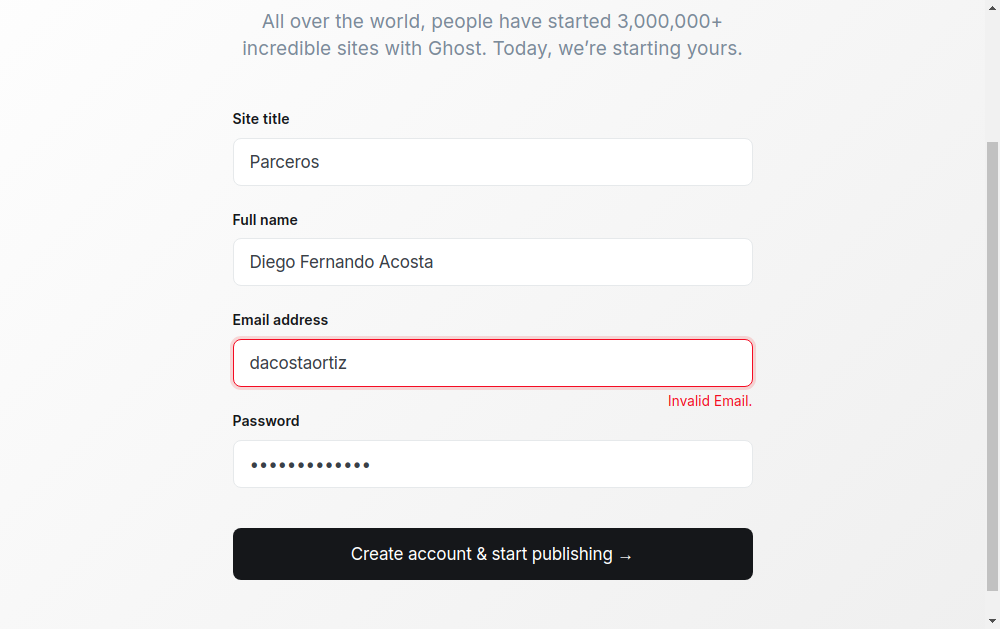 All over the world, people have started 3,000,000+
incredible sites with Ghost. Today, we’re starting yours.
Site title
Parceros
Full name
Diego Fernando Acosta
Email address
dacostaortiz
Invalid Email.
Password
•••••••••••••
Create account & start publishing →